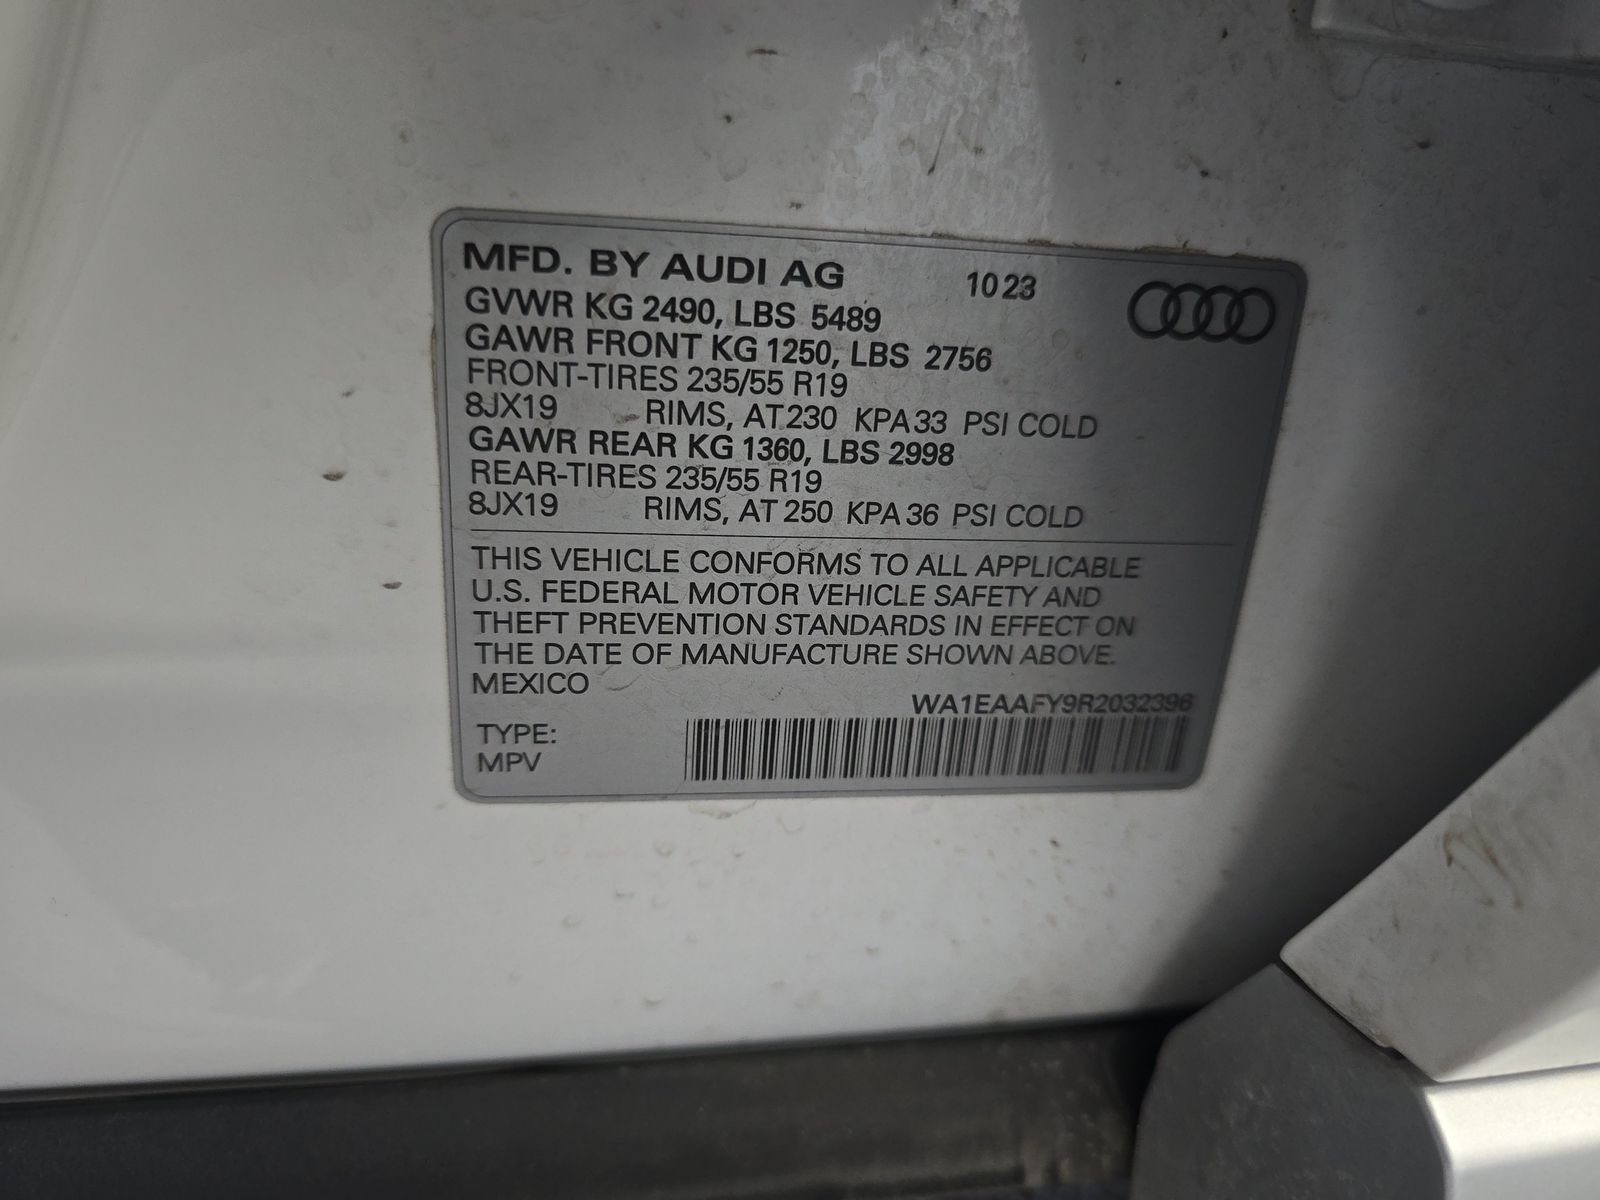 MFD. BY AUDI AG 10 23
GVWR KG 2490, LBS 5489
GAWR FRONT KG 1250, LBS 2756
FRONT-TIRES 235/55 R19
8JX19 RIMS, AT 230 KPA 33 PSI COLD
GAWR REAR KG 1360, LBS 2998
REAR-TIRES 235/55 R19
8JX19 RIMS, AT 250 KPA 36 PSI COLD
THIS VEHICLE CONFORMS TO ALL APPLICABLE
U.S. FEDERAL MOTOR VEHICLE SAFETY AND
THEFT PREVENTION STANDARDS IN EFFECT ON
THE DATE OF MANUFACTURE SHOWN ABOVE.
MEXICO
WA1EAAFY9R2032396
TYPE:
MPV